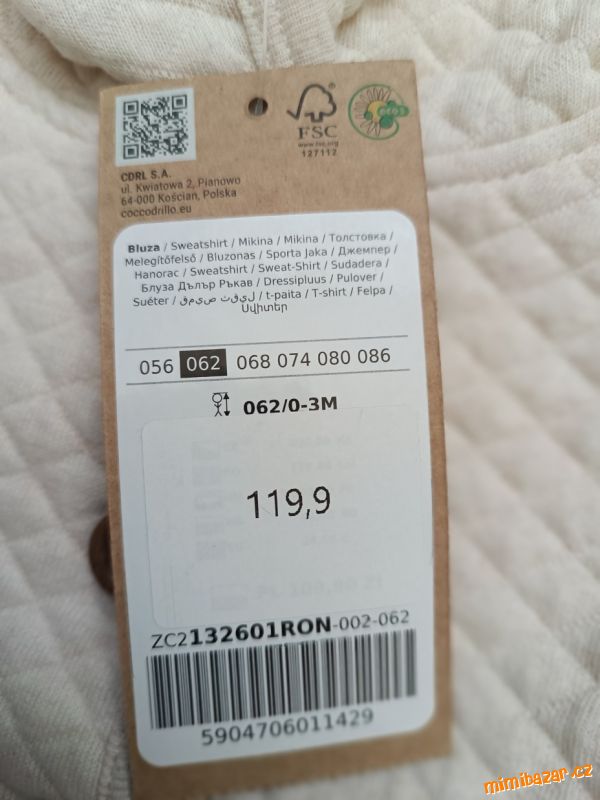 FSC
www.fsc.org
127112
eco3
CDRL S.A.
ul. Kwiatowa 2, Pianowo
64-000 Kościan, Polska
coccodrillo.eu
Bluza / Sweatshirt / Mikina / Mikina / Толстовка /
Melegítőfelső / Bluzonas / Sporta Jaka / Джемпер /
Hanorac / Sweatshirt / Sweat-Shirt / Sudadera /
Блуза Дълър Ръкав / Dressipluus / Pulover /
Suéter / قميص ثقيل / t-paita / T-shirt / Felpa /
Սվիտեր
056 062 068 074 080 086
062/0-3M
119,9
ZC2132601RON-002-062
5904706011429
mimibazar.cz